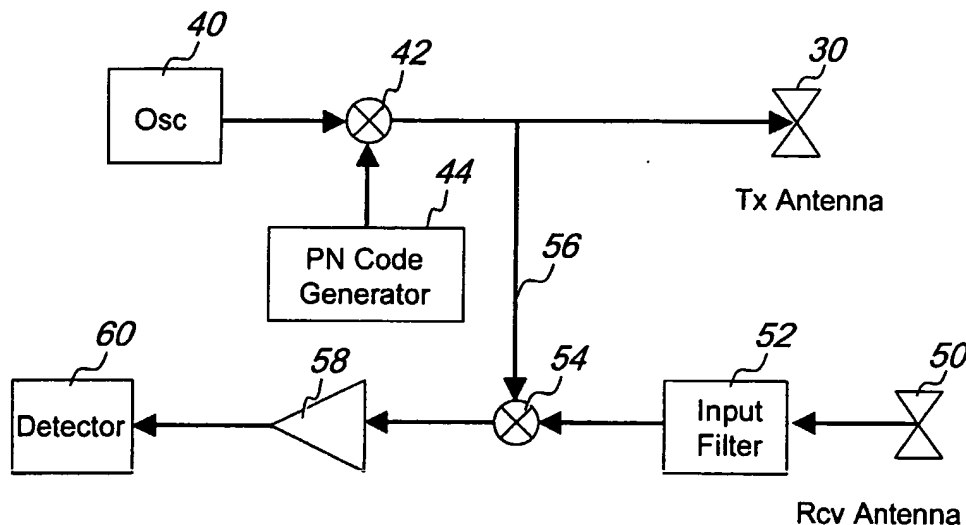 40
42
30
Osc
44
Tx Antenna
PN Code
Generator
56
60
58
54
52
50
Detector
Input
Filter
Rcv Antenna